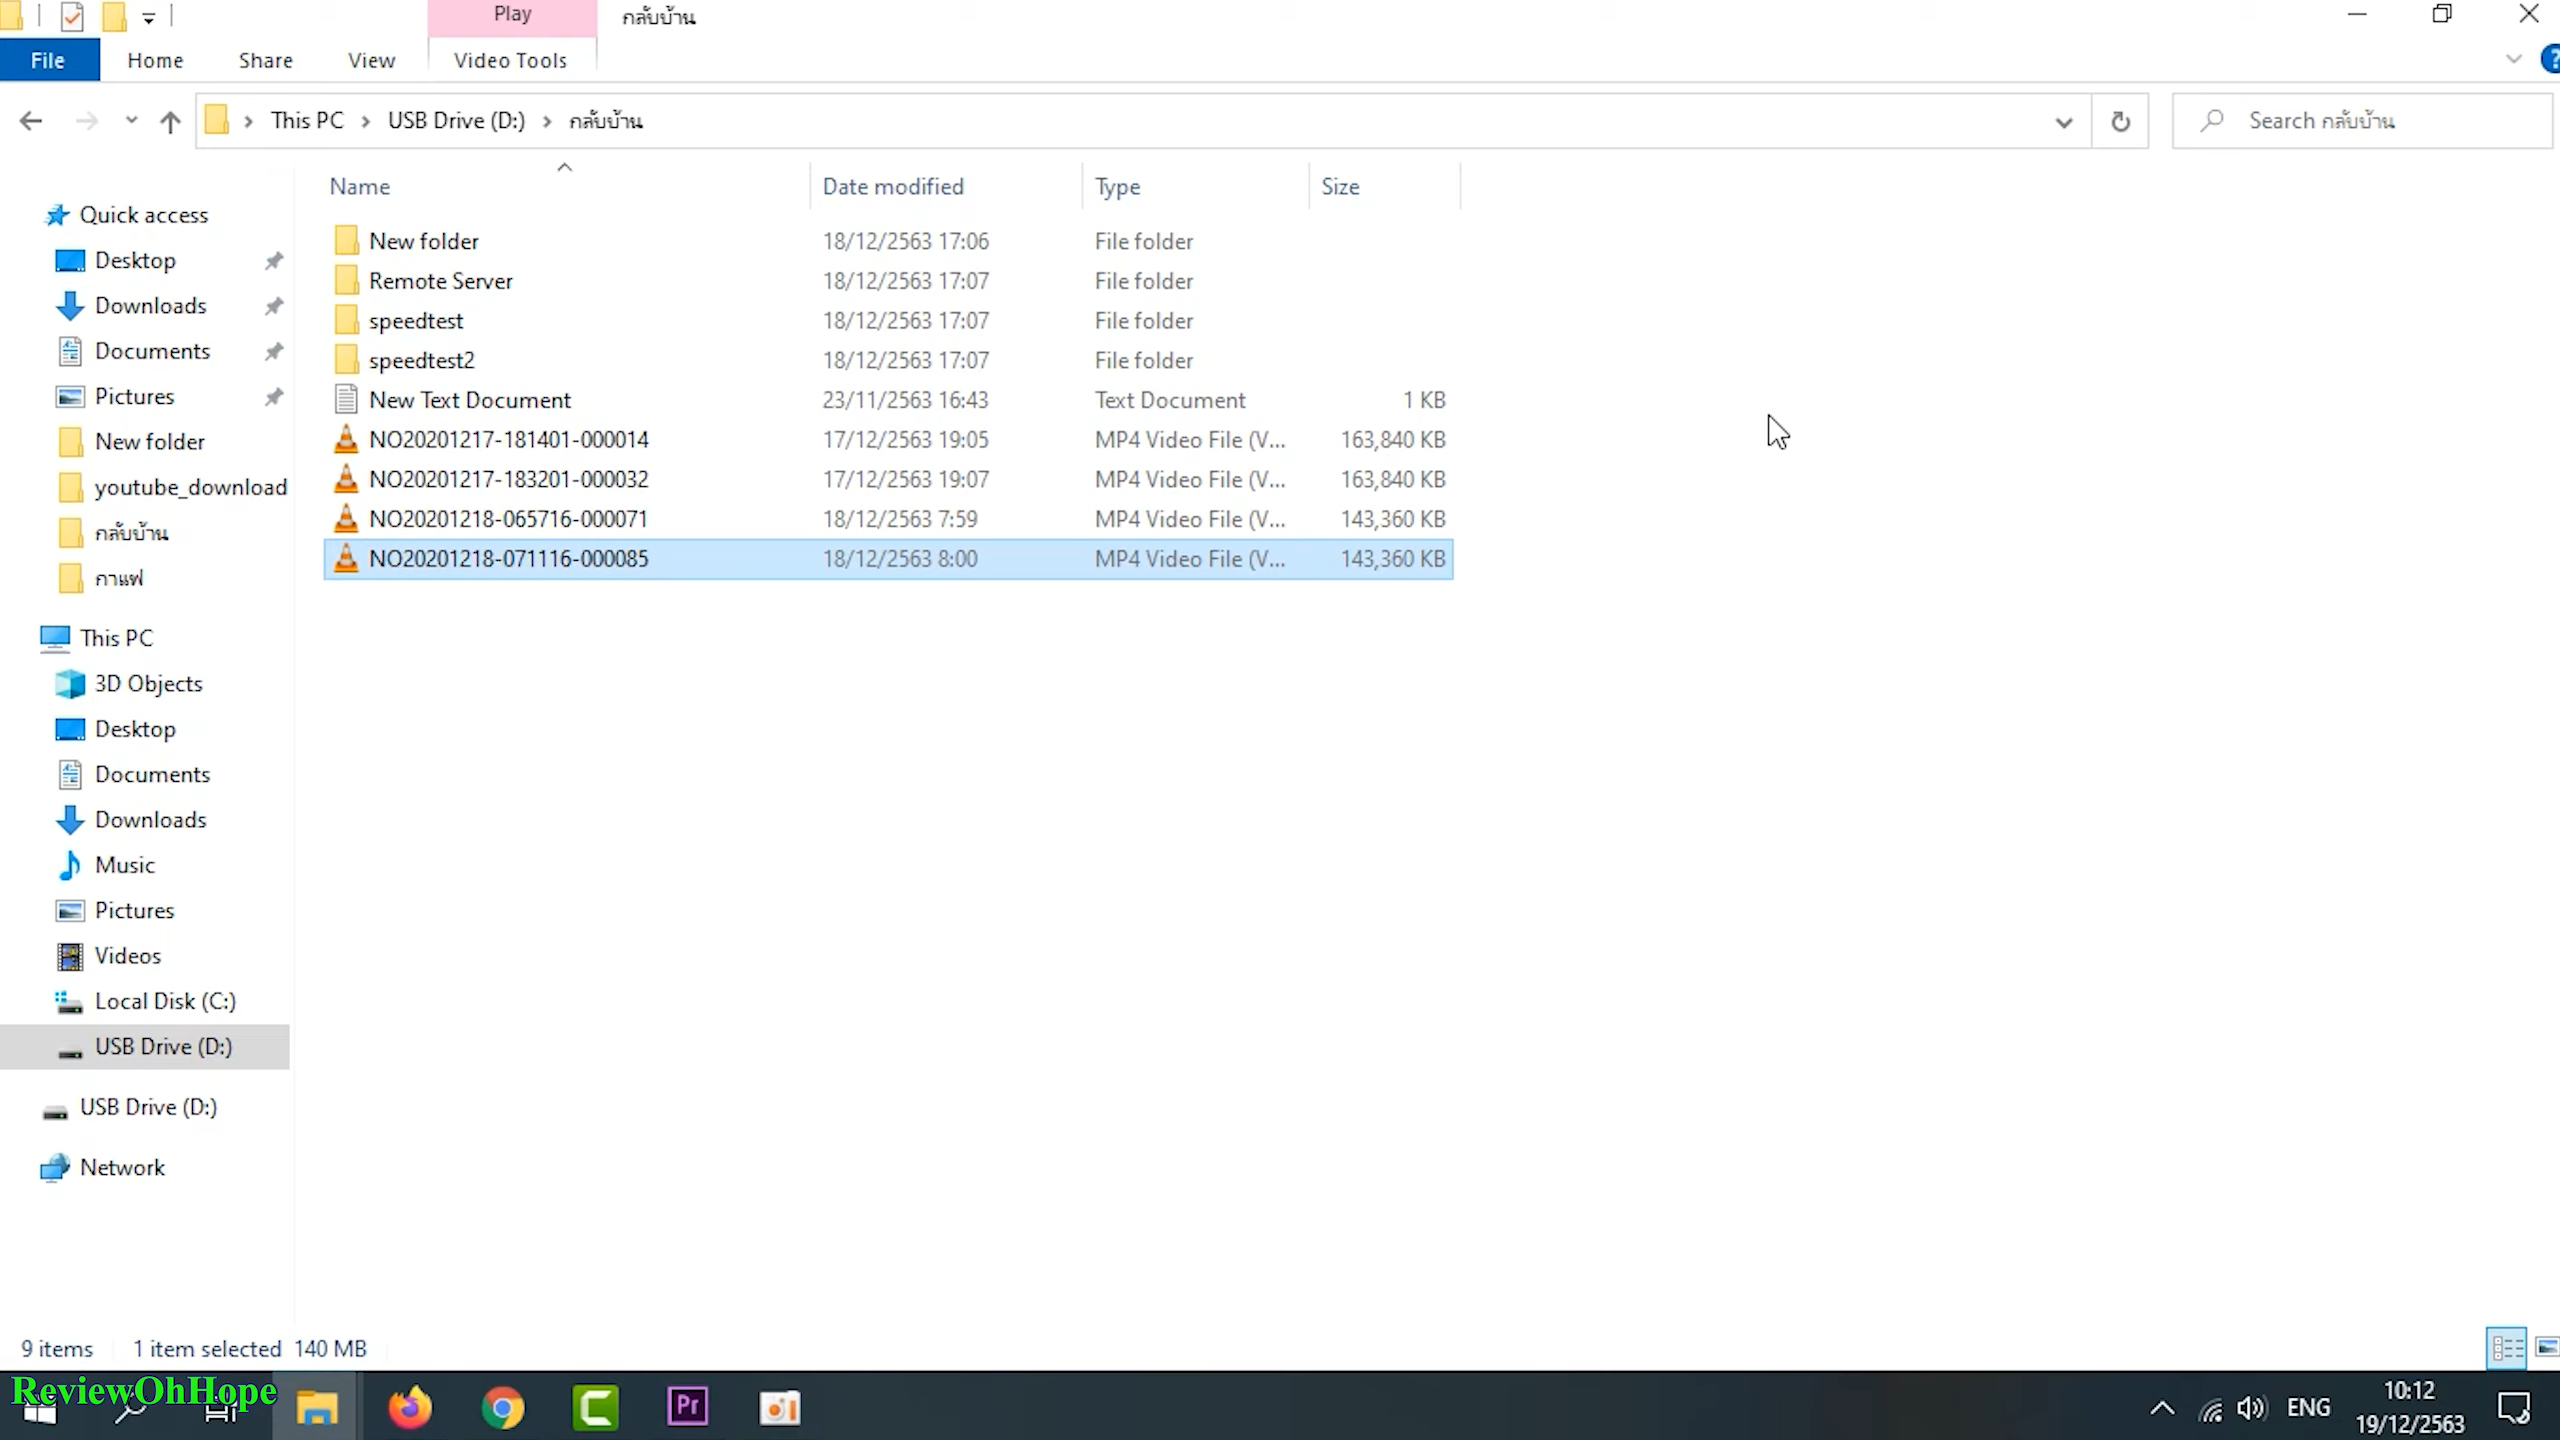 Play กลับบ้าน
File Home Share View Video Tools
This PC USB Drive (D:) กลับบ้าน Search กลับบ้าน
Name Date modified Type Size
Quick access
Desktop
Downloads
Documents
Pictures
New folder
youtube_download
กลับบ้าน
กาแฟ
This PC
3D Objects
Desktop
Documents
Downloads
Music
Pictures
Videos
Local Disk (C:)
USB Drive (D:)
USB Drive (D:)
Network
New folder 18/12/2563 17:06 File folder
Remote Server 18/12/2563 17:07 File folder
speedtest 18/12/2563 17:07 File folder
speedtest2 18/12/2563 17:07 File folder
New Text Document 23/11/2563 16:43 Text Document 1 KB
NO20201217-181401-000014 17/12/2563 19:05 MP4 Video File (V... 163,840 KB
NO20201217-183201-000032 17/12/2563 19:07 MP4 Video File (V... 163,840 KB
NO20201218-065716-000071 18/12/2563 7:59 MP4 Video File (V... 143,360 KB
NO20201218-071116-000085 18/12/2563 8:00 MP4 Video File (V... 143,360 KB
9 items 1 item selected 140 MB
ReviewOhHope
Pr
ENG
10:12
19/12/2563